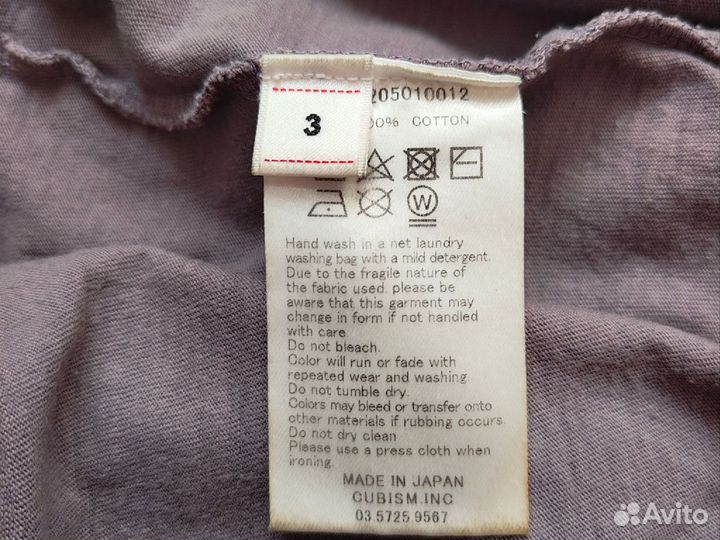 3
205010012
00% COTTON
W
Hand wash in a net laundry
washing bag with a mild detergent.
Due to the fragile nature of
the fabric used, please be
aware that this garment may
change in form if not handled
with care.
Do not bleach.
Color will run or fade with
repeated wear and washing
Do not tumble dry.
Colors may bleed or transfer onto
other materials if rubbing occurs.
Do not dry clean
Please use a press cloth when
ironing.
MADE IN JAPAN
CUBISM.INC
03.5725.9567
Avito